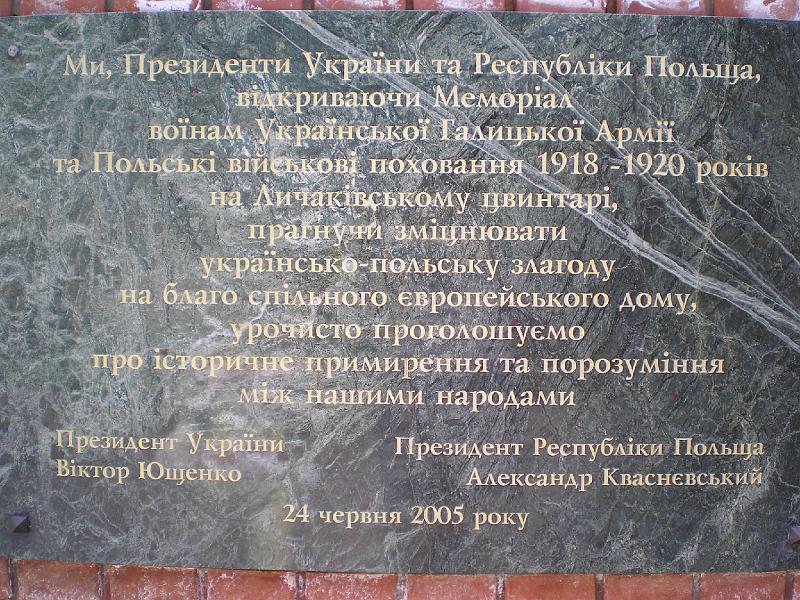 Ми, Президенти України та Республіки Польща,
відкриваючи Меморіал
воїнам Української Галицької Армії
та Польські військові поховання 1918 -1920 років
на Личаківському цвинтарі,
прагнучи зміцнювати
українсько-польську злагоду
на благо спільного європейського дому,
урочисто проголошуємо
про історичне примирення та порозуміння
між нашими народами
Президент України
Віктор Ющенко
Президент Республіки Польща
Александр Кваснєвський
24 червня 2005 року